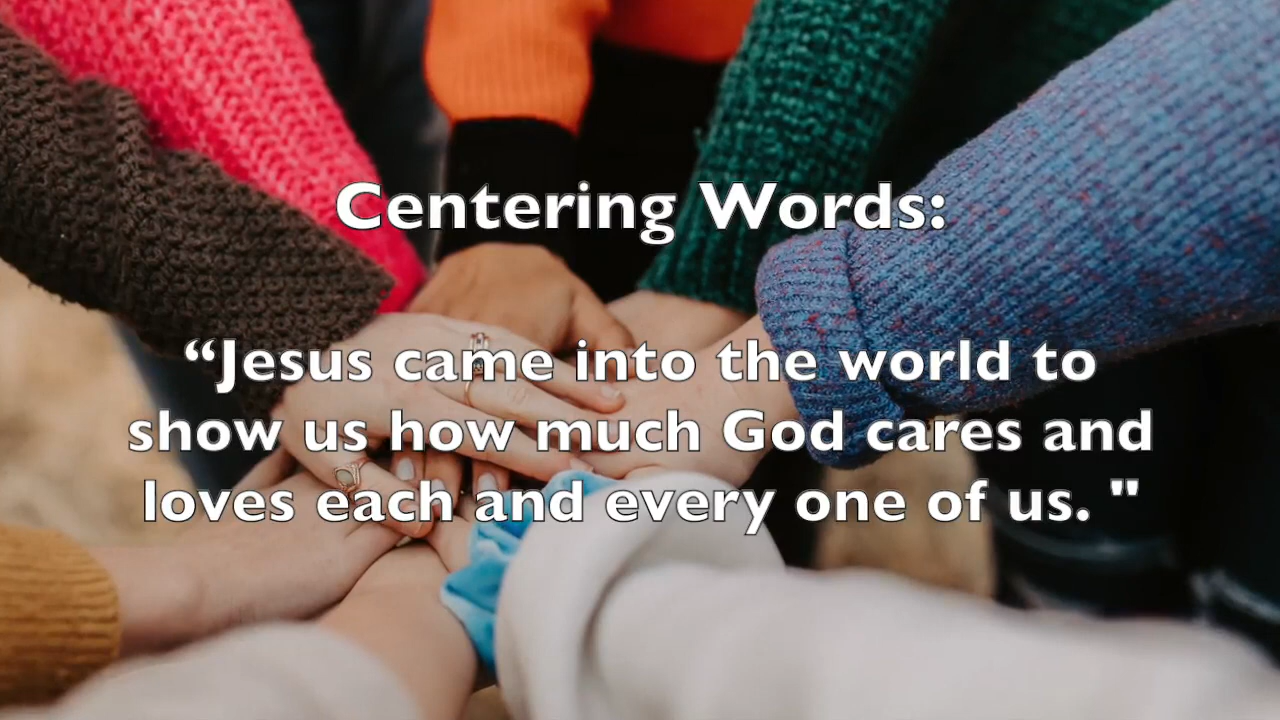 Centering Words:
“Jesus came into the world to
show us how much God cares and
loves each and every one of us. "